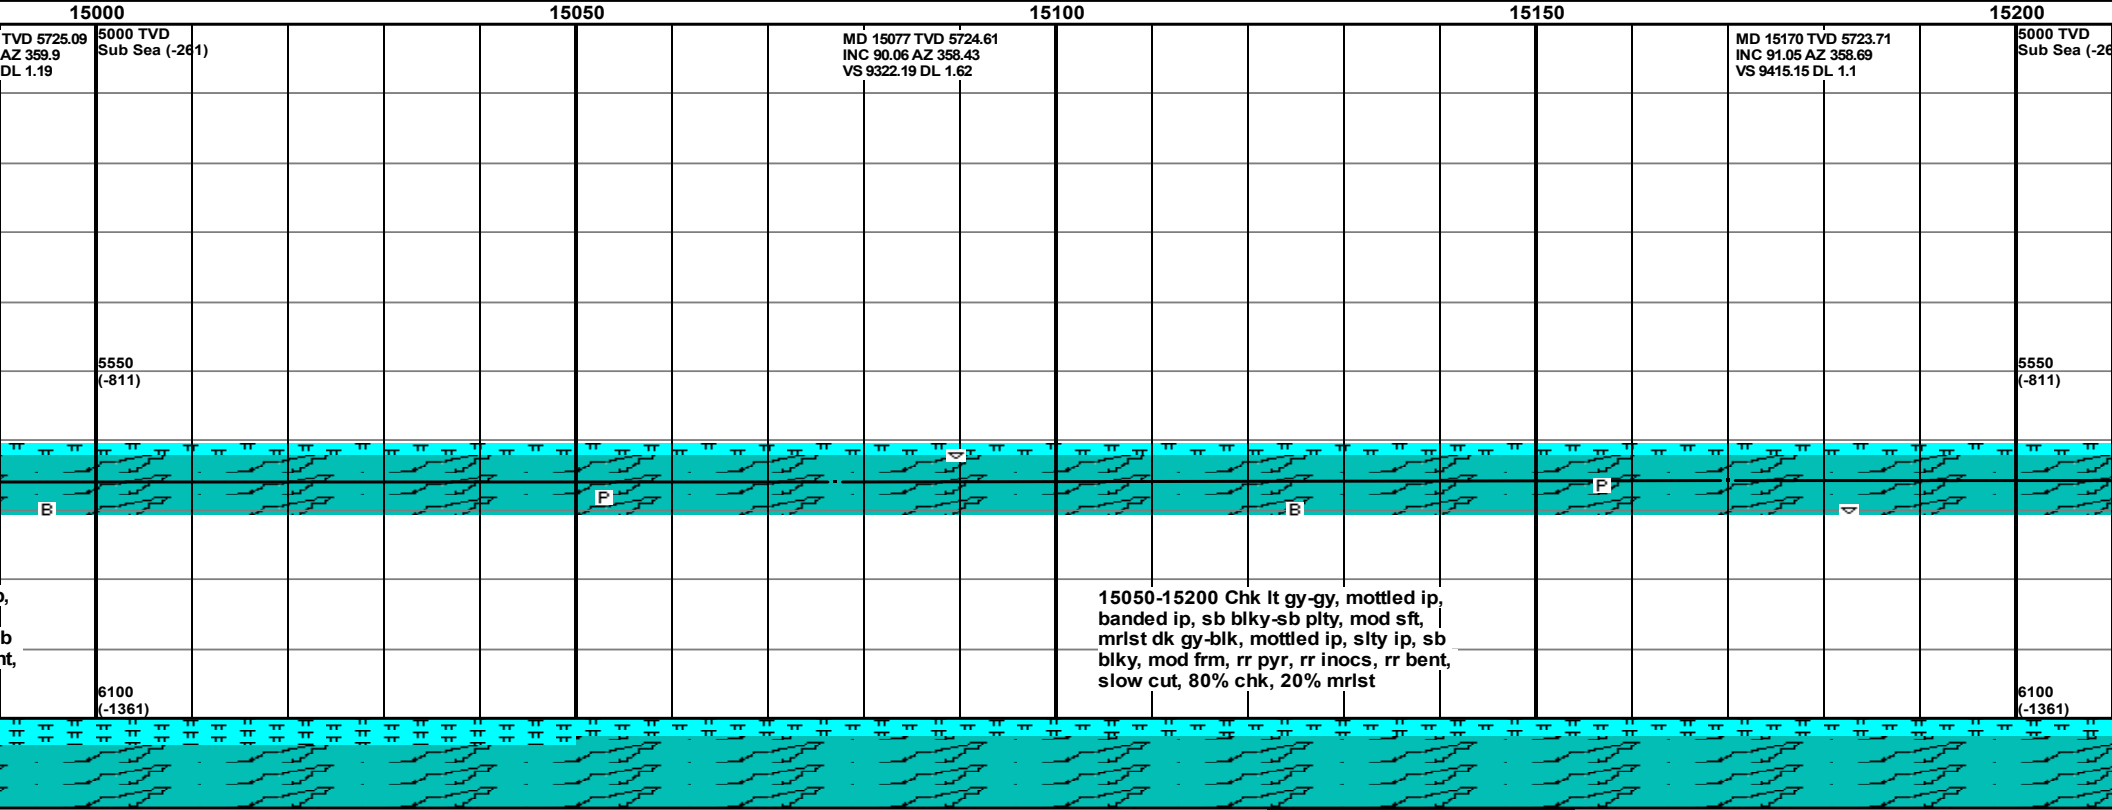 15000 15050 15100 15150 15200
TVD 5725.09
AZ 359.9
DL 1.19
5000 TVD
Sub Sea (-261)
MD 15077 TVD 5724.61
INC 90.06 AZ 358.43
VS 9322.19 DL 1.62
MD 15170 TVD 5723.71
INC 91.05 AZ 358.69
VS 9415.15 DL 1.1
5000 TVD
Sub Sea (-26
5550
(-811)
5550
(-811)
B
P
B
P
b
nt,
15050-15200 Chk lt gy-gy, mottled ip,
banded ip, sb blky-sb plty, mod sft,
mrlst dk gy-blk, mottled ip, slty ip, sb
blky, mod frm, rr pyr, rr inocs, rr bent,
slow cut, 80% chk, 20% mrlst
6100
(-1361)
6100
(-1361)